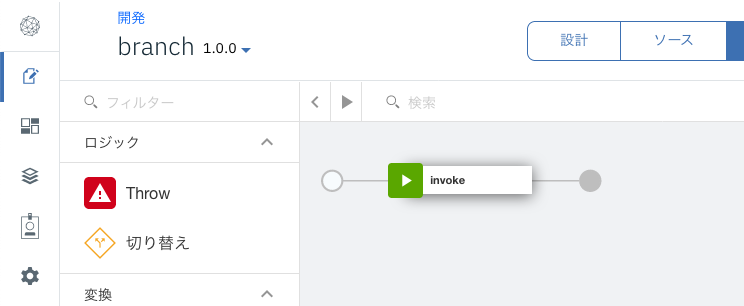 開発
branch 1.0.0
設計
ソース
フィルター
検索
ロジック
Throw
切り替え
変換
invoke